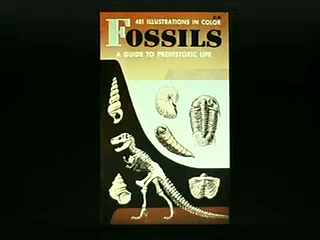 481 ILLUSTRATIONS IN COLOR
FOSSILS
A GUIDE TO PREHISTORIC LIFE